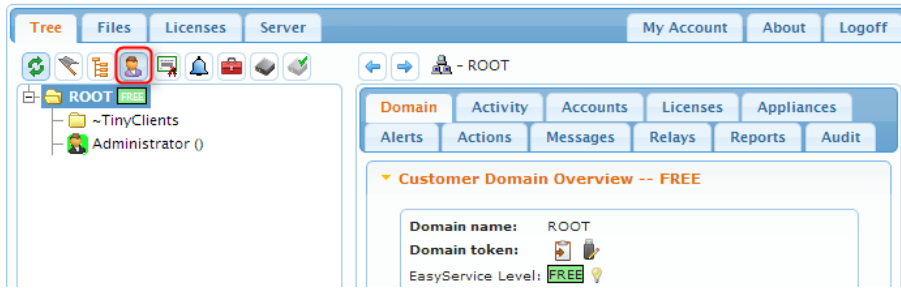 Tree Files Licenses Server My Account About Logoff
- ROOT
ROOT FREE
~TinyClients
Administrator ()
Domain Activity Accounts Licenses Appliances
Alerts Actions Messages Relays Reports Audit
Customer Domain Overview -- FREE
Domain name: ROOT
Domain token:
EasyService Level: FREE